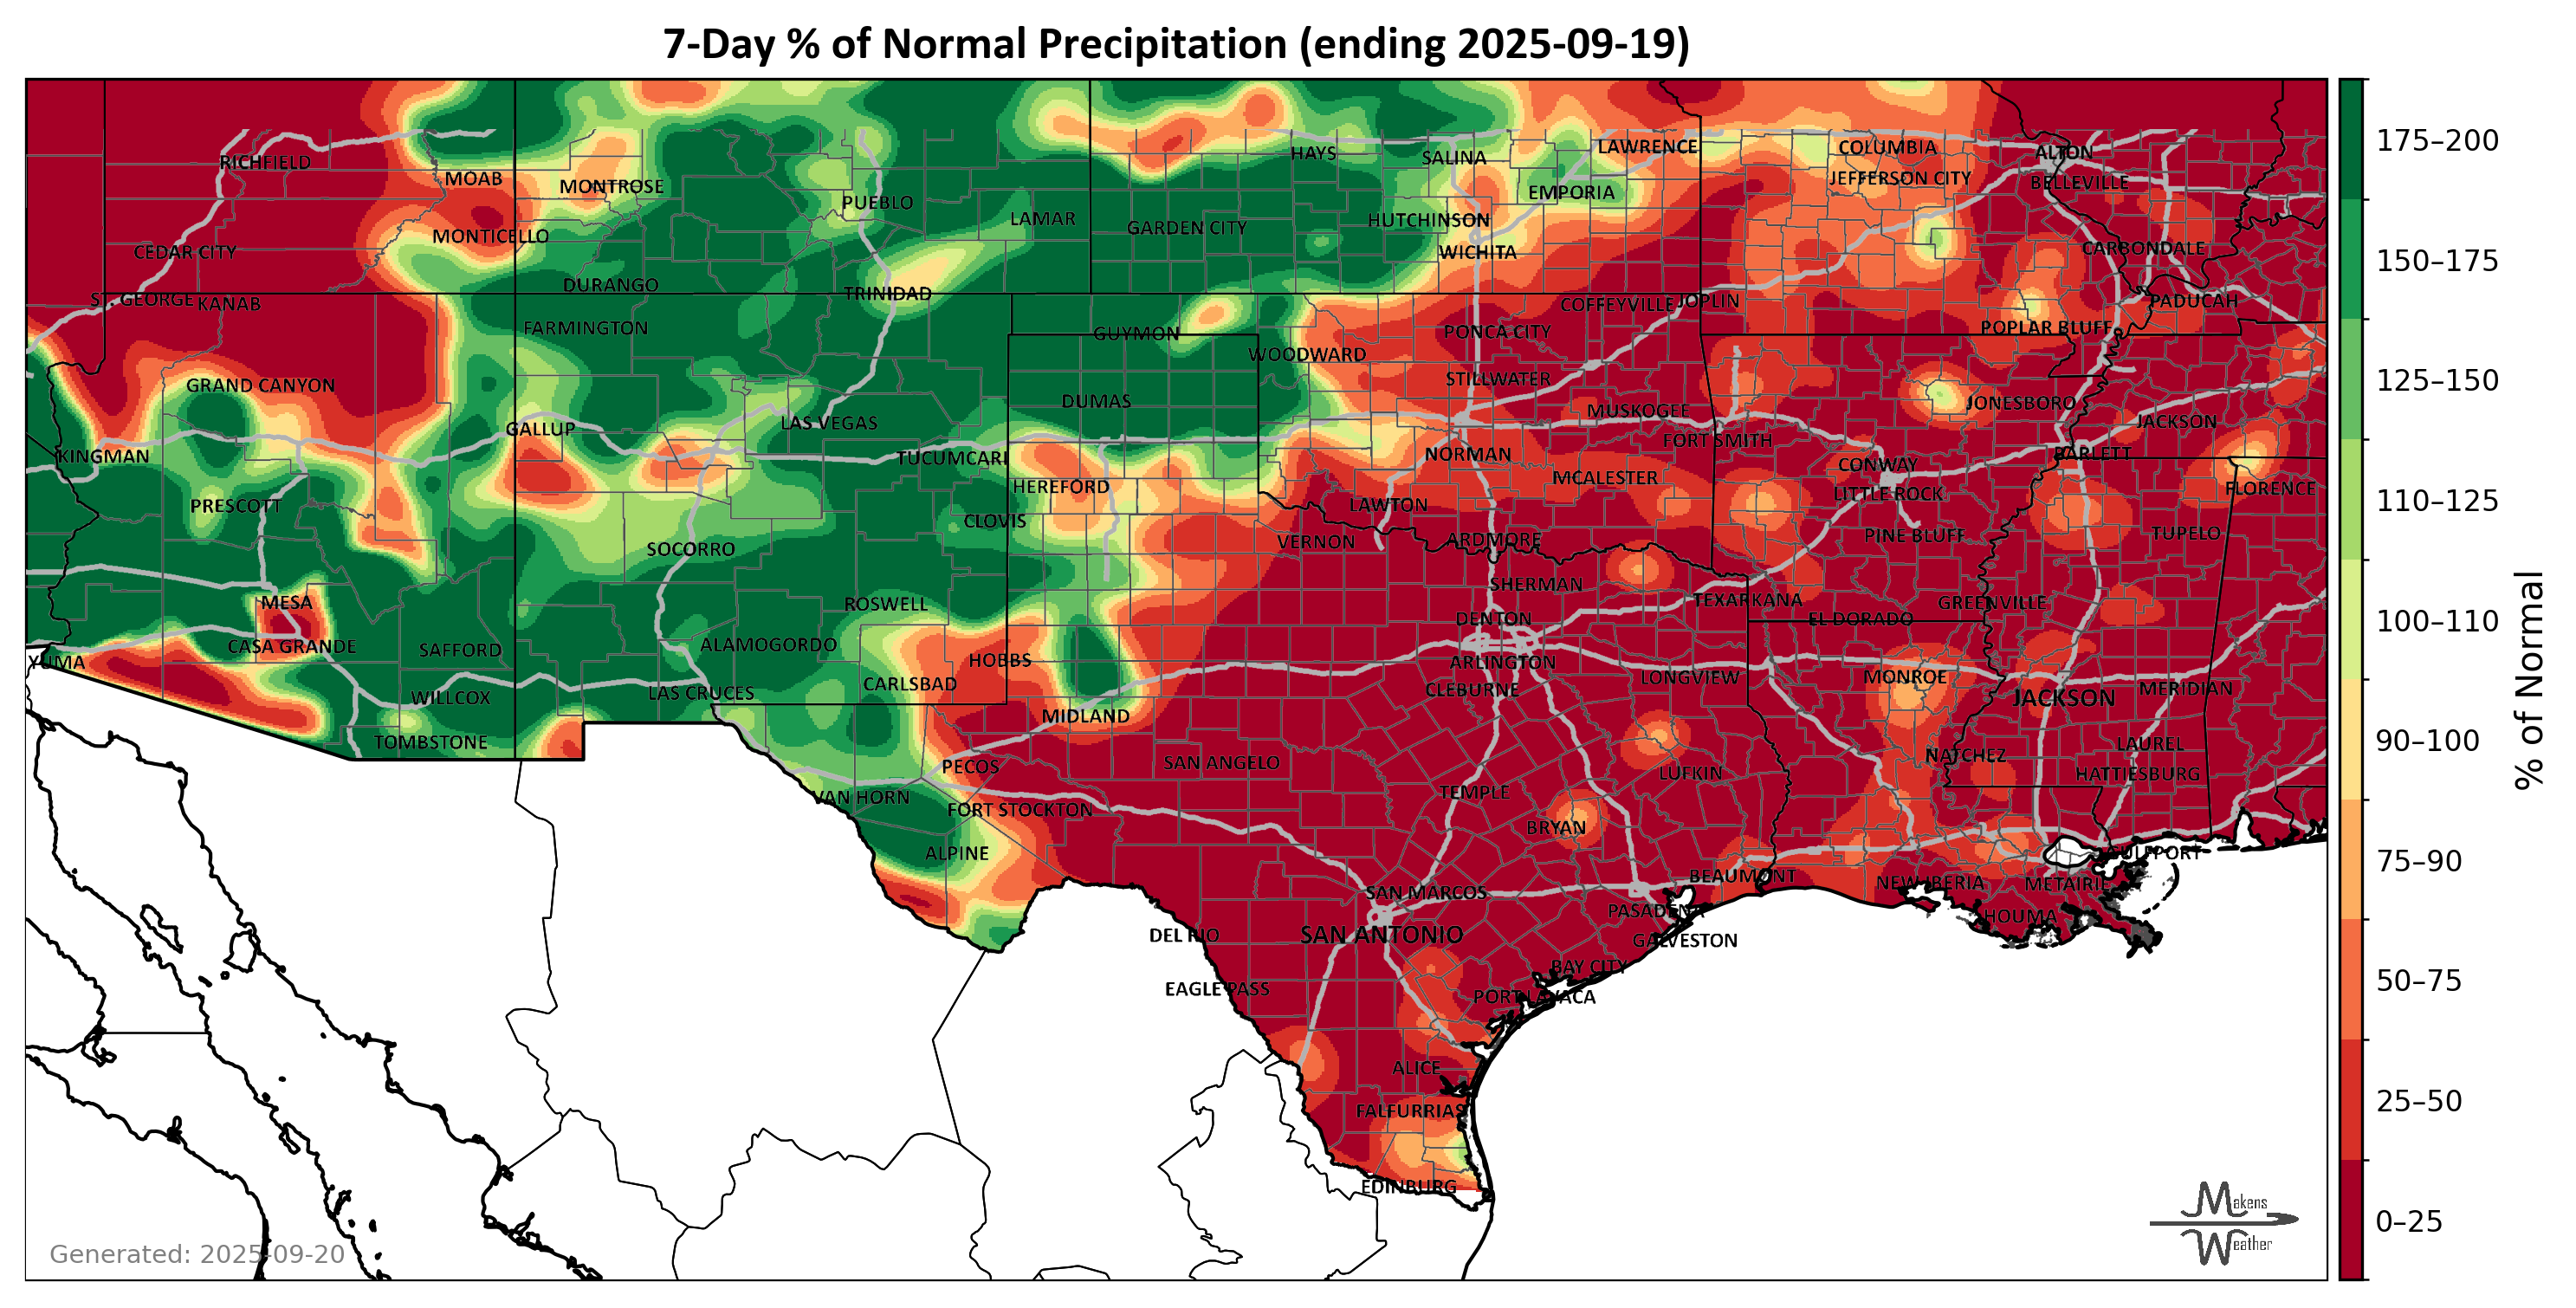 7-Day % of Normal Precipitation (ending 2025-09-19)
175–200
150–175
125–150
110–125
100–110
90–100
75–90
50–75
25–50
0–25
% of Normal
RICHFIELD
MOAB
MONTROSE
PUEBLO
LAMAR
HAYS
SALINA
LAWRENCE
COLUMBIA
ALTON
EMPORIA
JEFFERSON CITY
BELLEVILLE
MONTICELLO
GARDEN CITY
HUTCHINSON
WICHITA
CARBONDALE
CEDAR CITY
DURANGO
TRINIDAD
ST. GEORGE
KANAB
COFFEYVILLE
JOPLIN
PADUCAH
FARMINGTON
GUYMON
PONCA CITY
POPLAR BLUFF
WOODWARD
GRAND CANYON
STILLWATER
DUMAS
MUSKOGEE
JONESBORO
LAS VEGAS
JACKSON
GALLUP
FORT SMITH
KINGMAN
TUCUMCARI
NORMAN
BARLETT
CONWAY
HEREFORD
MCALESTER
FLORENCE
PRESCOTT
LAWTON
LITTLE ROCK
CLOVIS
VERNON
ARDMORE
PINE BLUFF
TUPELO
SOCORRO
SHERMAN
MESA
ROSWELL
TEXARKANA
GREENVILLE
DENTON
EL DORADO
CASA GRANDE
SAFFORD
ALAMOGORDO
HOBBS
ARLINGTON
YUMA
CARLSBAD
CLEBURNE
LONGVIEW
MONROE
JACKSON
MERIDIAN
WILLCOX
LAS CRUCES
MIDLAND
TOMBSTONE
PECOS
SAN ANGELO
LUFKIN
NATCHEZ
LAUREL
HATTIESBURG
VAN HORN
FORT STOCKTON
TEMPLE
BRYAN
ALPINE
GULFPORT
SAN MARCOS
BEAUMONT
NEW IBERIA
METAIRIE
PASADENA
HOUMA
DEL RIO
SAN ANTONIO
GALVESTON
BAY CITY
EAGLE PASS
PORT LAVACA
ALICE
FALFURRIAS
EDINBURG
Makens
Weather
Generated: 2025-09-20